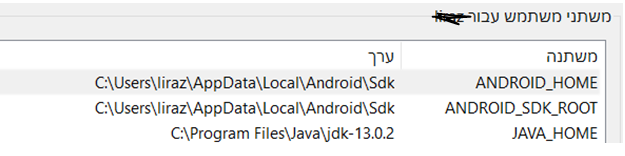 משתני משתמש עבור
משתנה ערך
ANDROID_HOME C:\Users\liraz\AppData\Local\Android\Sdk
ANDROID_SDK_ROOT C:\Users\liraz\AppData\Local\Android\Sdk
JAVA_HOME C:\Program Files\Java\jdk-13.0.2